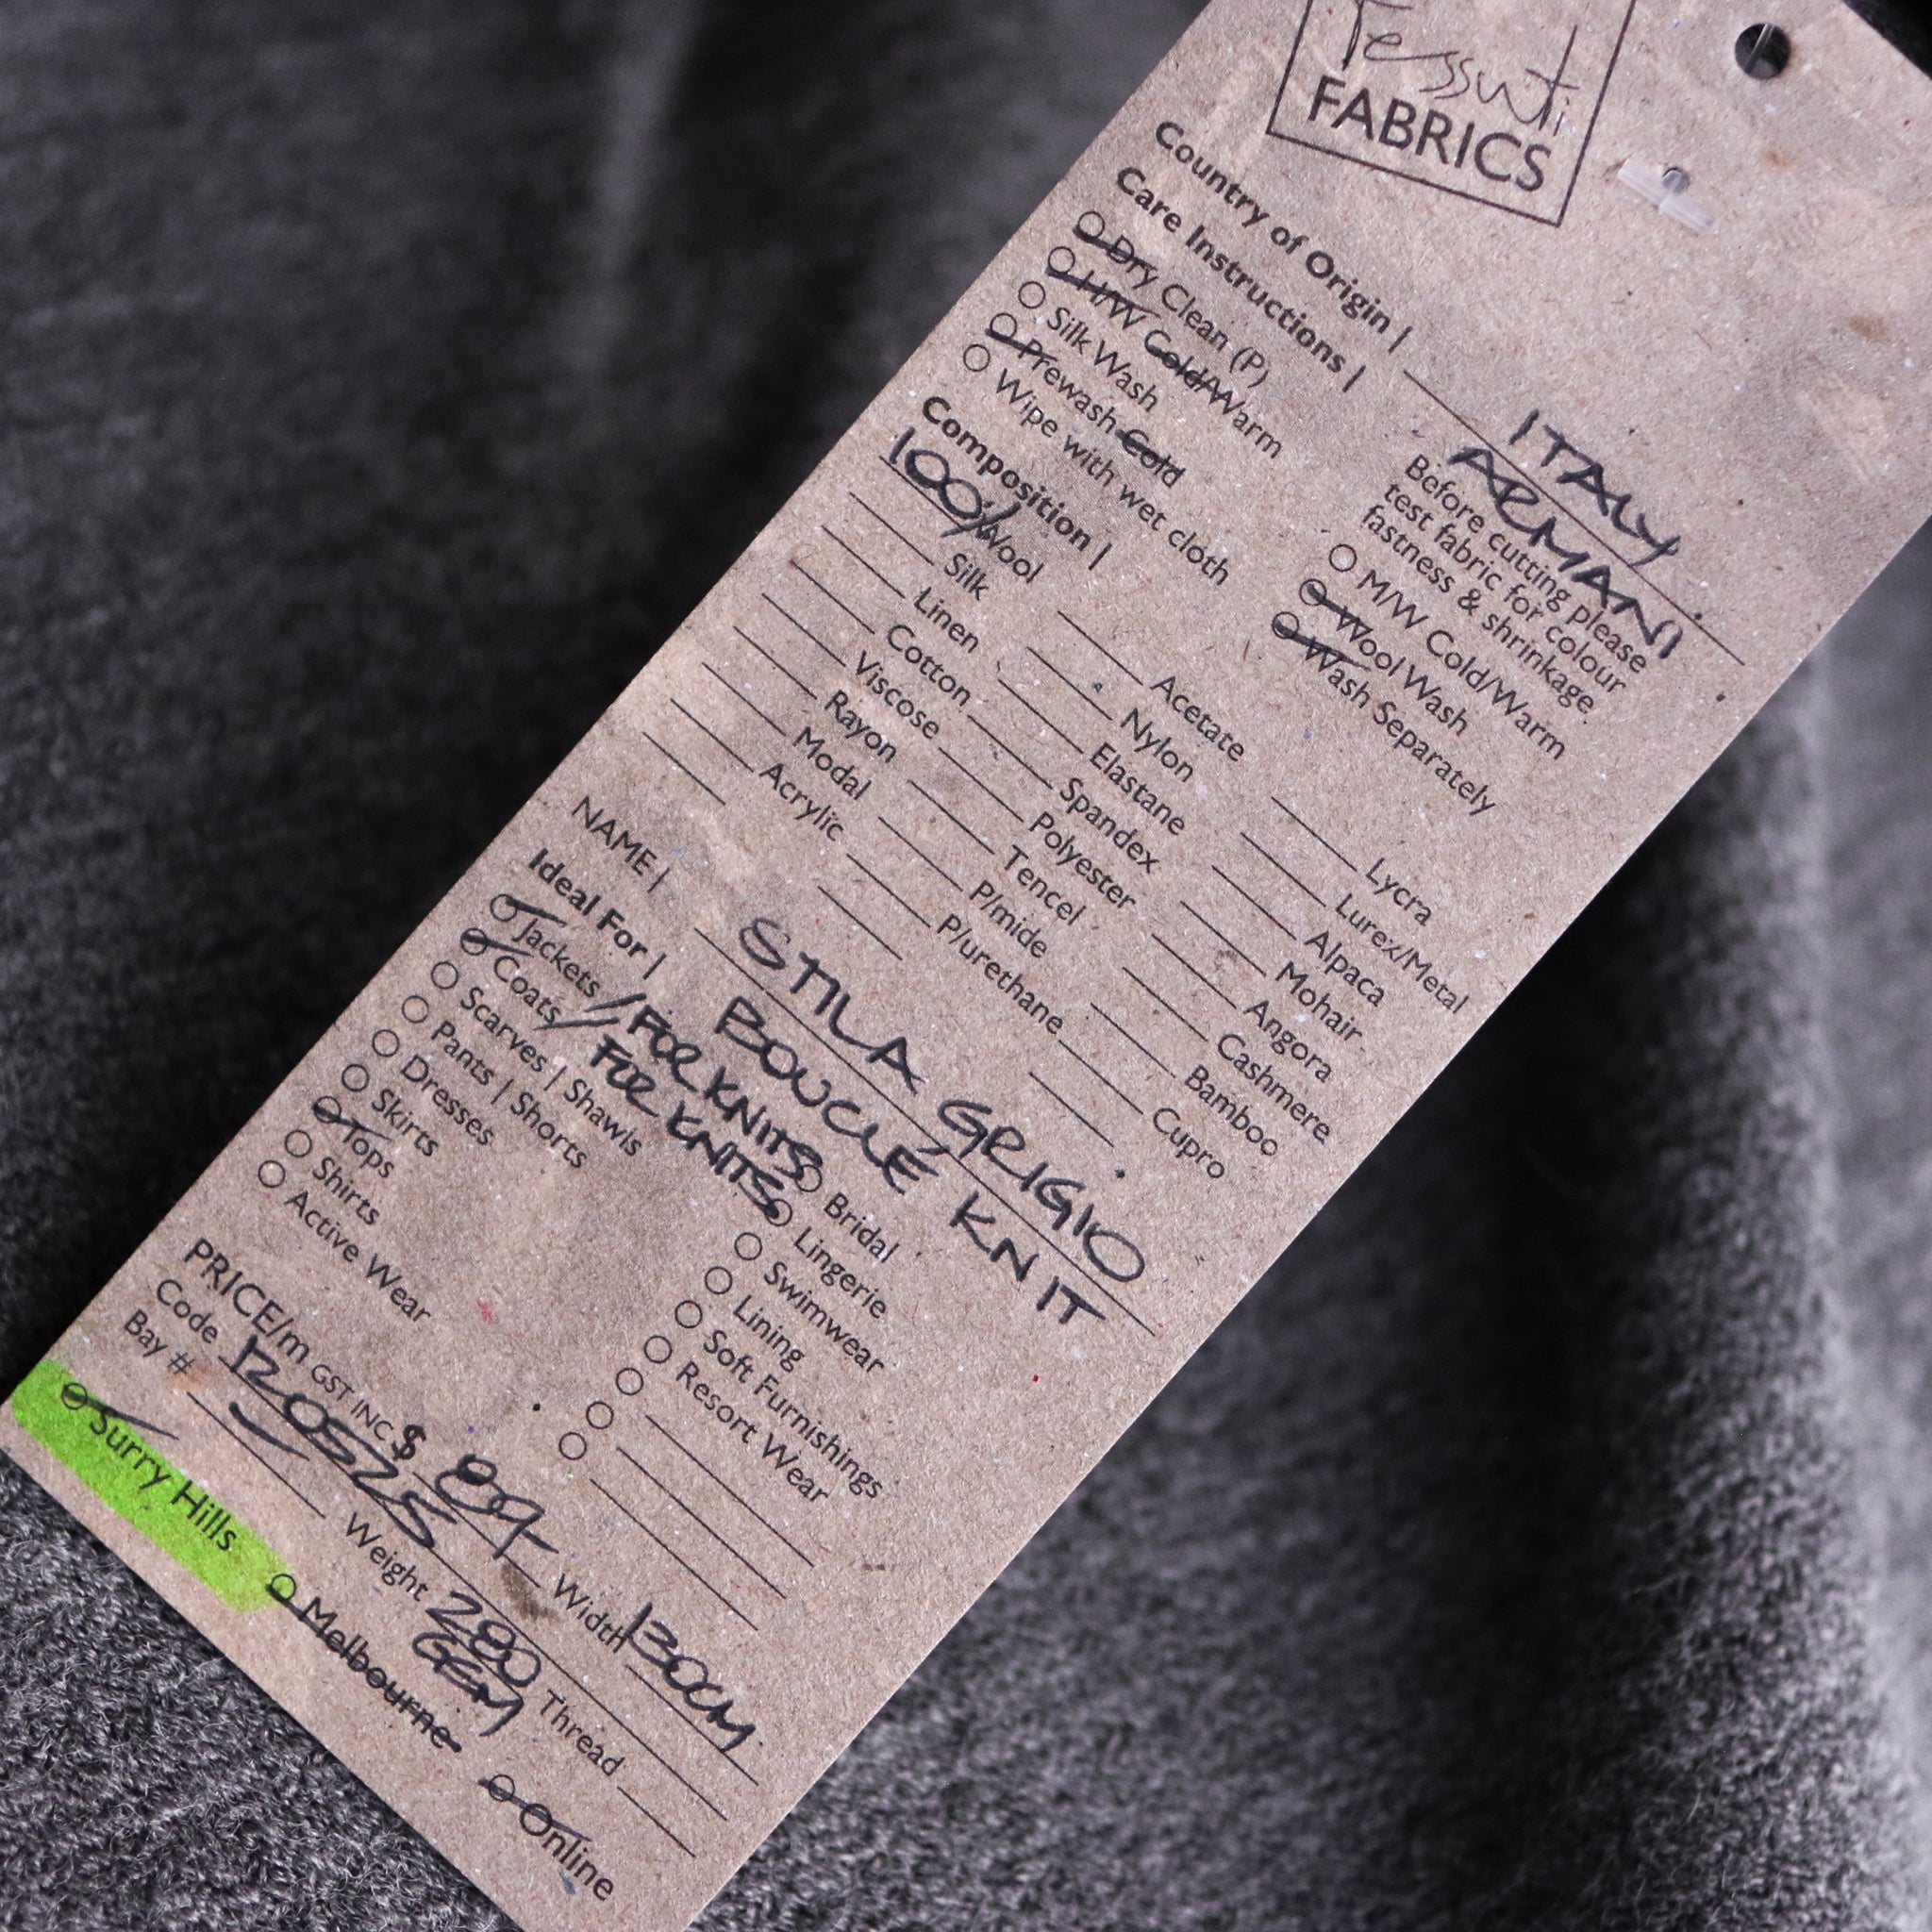 Tessuti
FABRICS
Country of Origin | ITALY
ARMANI
Care Instructions | Before cutting please
test fabric for colour
fastness & shrinkage
Dry Clean (P)
H/W Cold/Warm
Silk Wash
Prewash Cold
Wipe with wet cloth
M/W Cold/Warm
Wool Wash
Wash Separately
Composition |
100% Wool
Silk
Linen
Cotton
Viscose
Rayon
Modal
Acrylic
Acetate
Nylon
Elastane
Spandex
Polyester
Tencel
P/mide
P/urethane
Lycra
Lurex/Metal
Alpaca
Mohair
Angora
Cashmere
Bamboo
Cupro
NAME | STILA GRIGIO
BOUCLE KNIT
Ideal For |
Jackets / FOR KNITS
Coats / FOR KNITS
Scarves | Shawls
Pants | Shorts
Dresses
Skirts
Tops
Shirts
Active Wear
Bridal
Lingerie
Swimwear
Lining
Soft Furnishings
Resort Wear
PRICE/m GST INC $ 89- Width 130CM
Code Weight 280 GSM Thread
Bay #
Surry Hills Melbourne Online